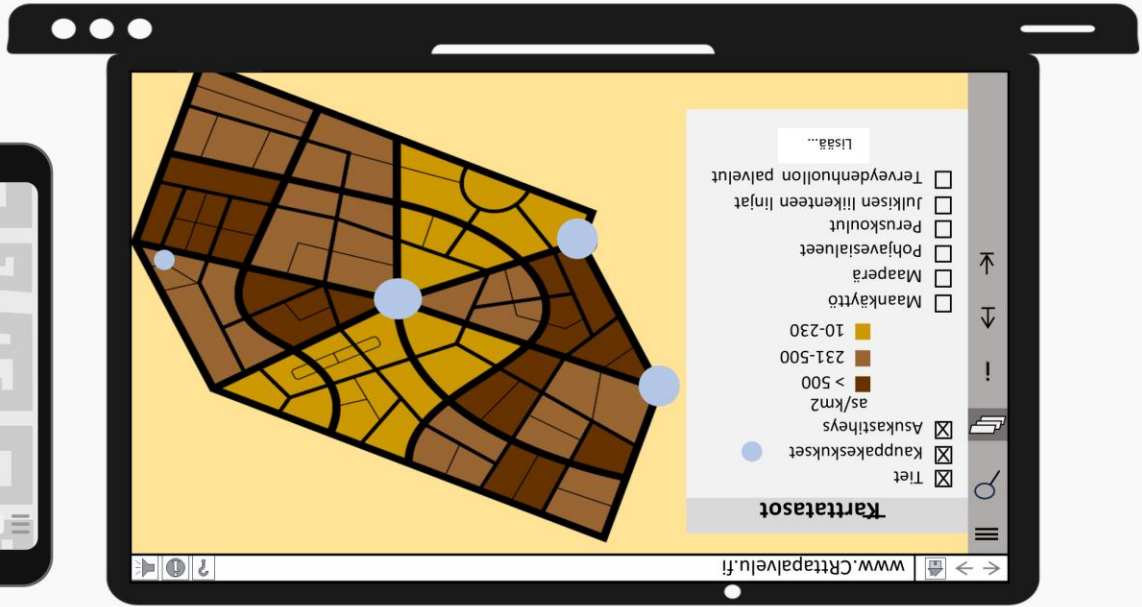 www.CRttapalvelu.fi
?
Karttatasot
Tiet
Kauppakeskukset
Asukastiheys
as/km2
> 500
231-500
10-230
Maankäyttö
Maaperä
Pohjavesialueet
Peruskoulut
Julkisen liikenteen linjat
Terveydenhuollon palvelut
Lisää...